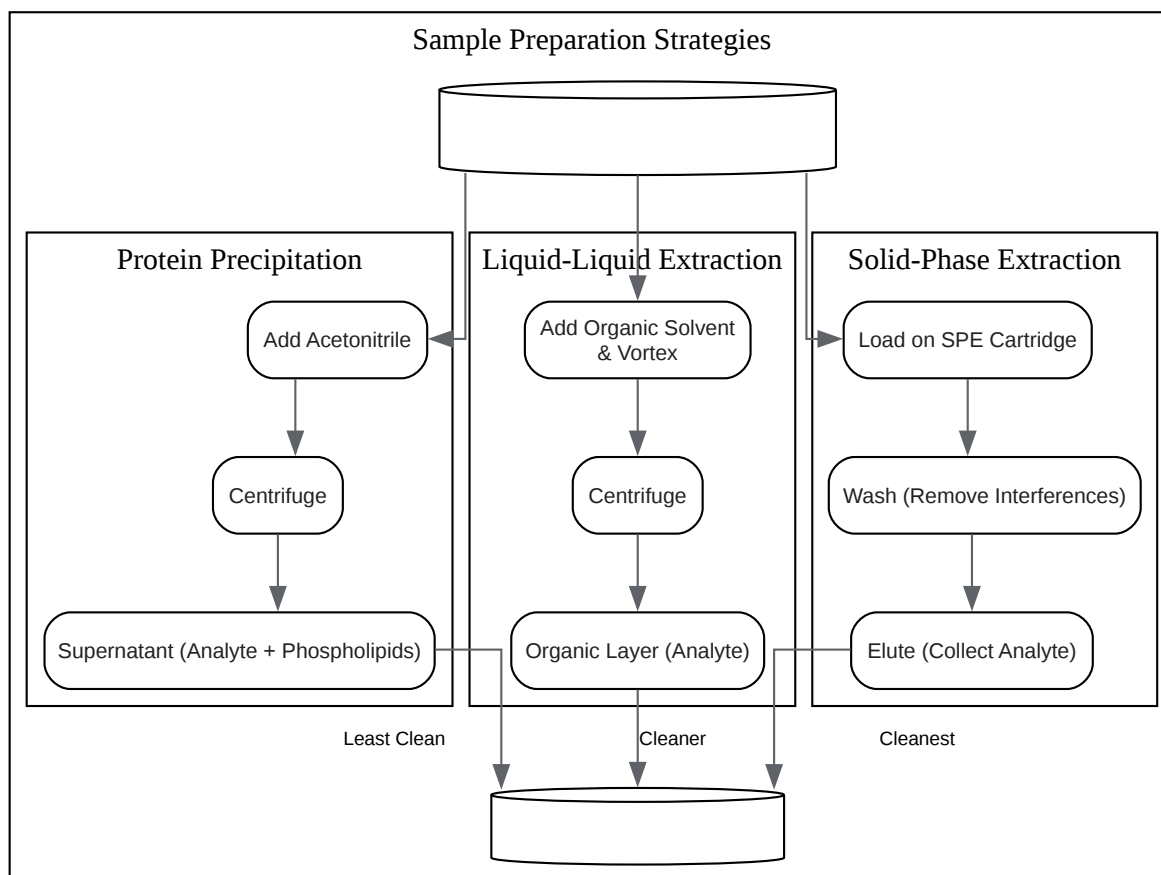 Sample Preparation Strategies
Protein Precipitation
Add Acetonitrile
Centrifuge
Supernatant (Analyte + Phospholipids)
Liquid-Liquid Extraction
Add Organic Solvent
& Vortex
Centrifuge
Organic Layer (Analyte)
Solid-Phase Extraction
Load on SPE Cartridge
Wash (Remove Interferences)
Elute (Collect Analyte)
Least Clean
Cleaner
Cleanest